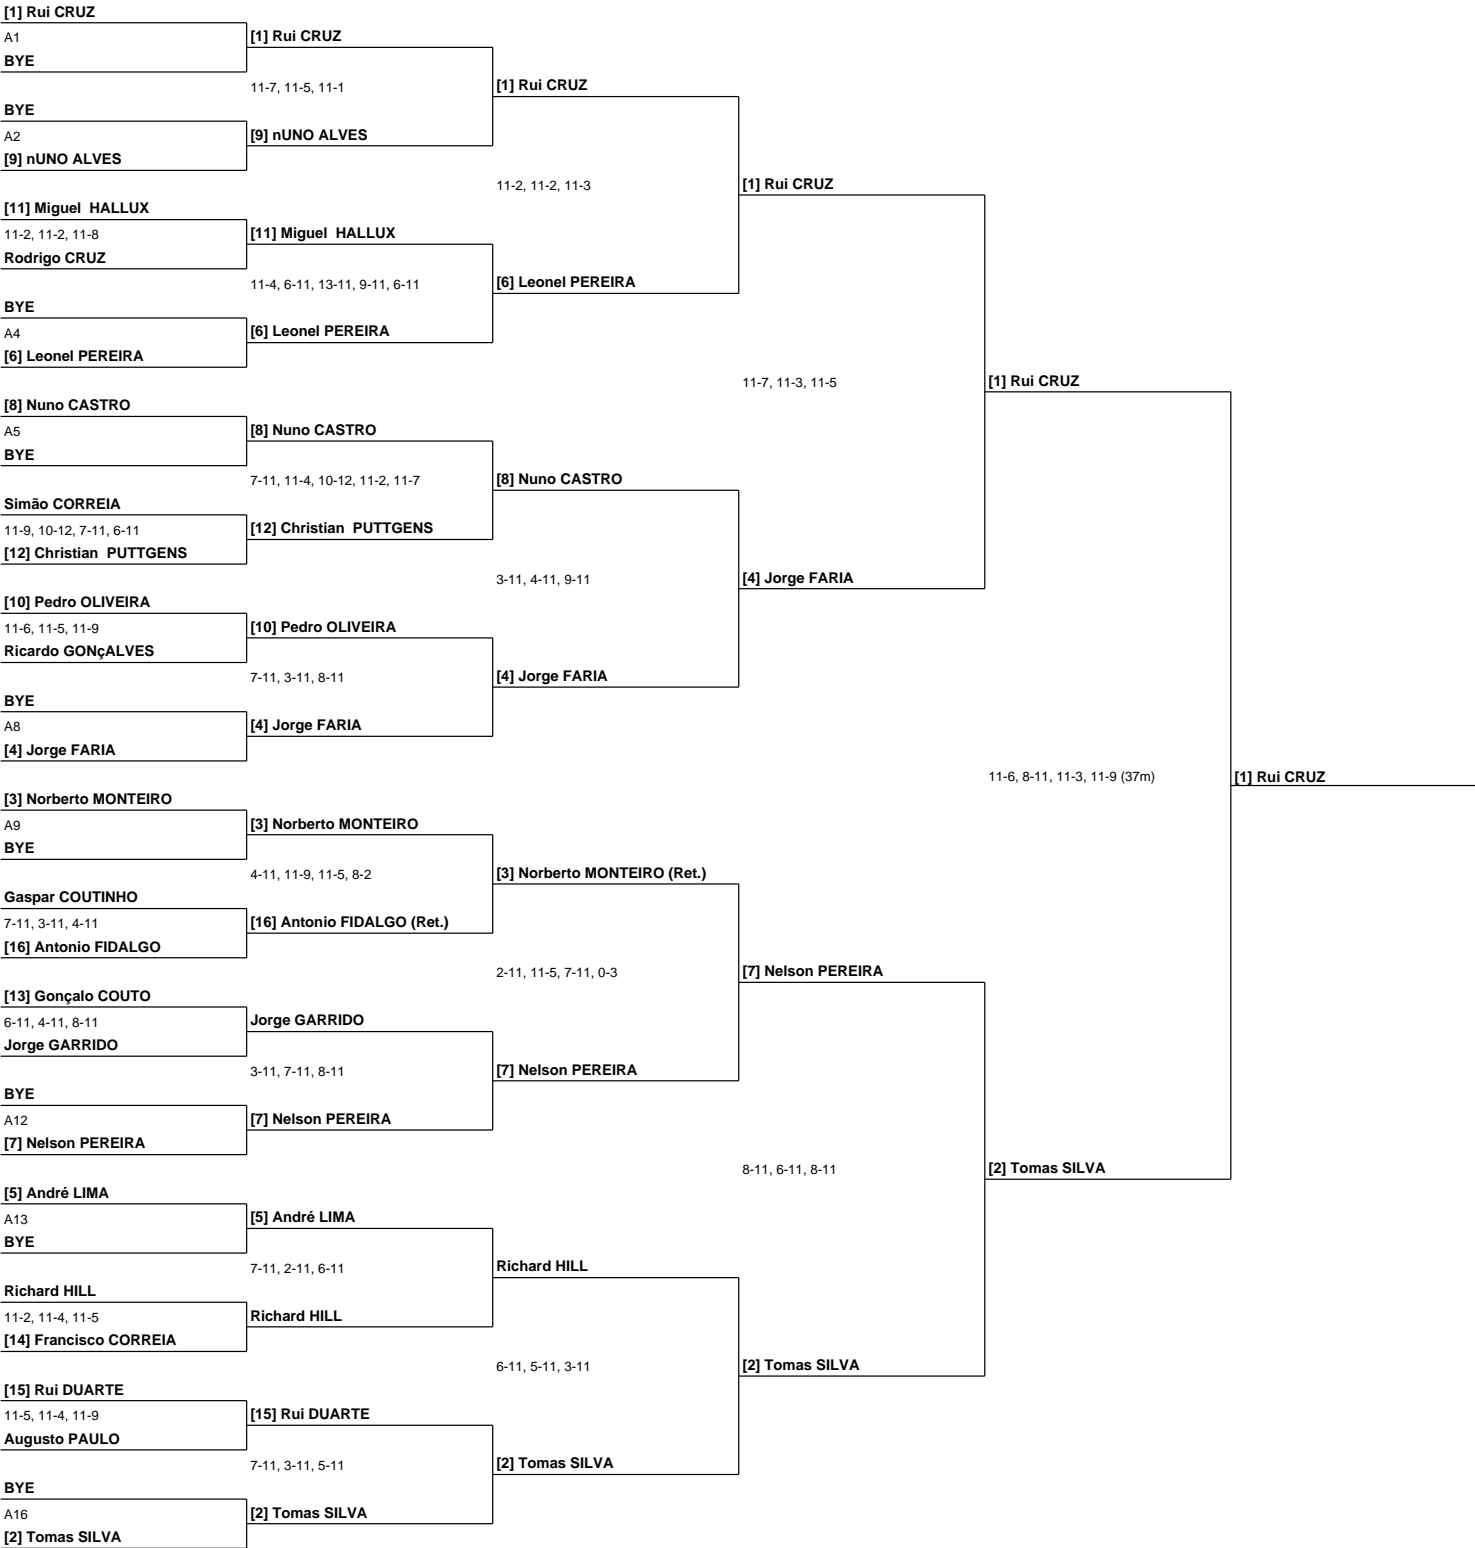 [1] Rui CRUZ
A1
BYE
BYE
A2
[9] nUNO ALVES
[11] Miguel  HALLUX
11-2, 11-2, 11-8
Rodrigo CRUZ
BYE
A4
[6] Leonel PEREIRA
[8] Nuno CASTRO
A5
BYE
Simão CORREIA
11-9, 10-12, 7-11, 6-11
[12] Christian  PUTTGENS
[10] Pedro OLIVEIRA
11-6, 11-5, 11-9
Ricardo GONçALVES
BYE
A8
[4] Jorge FARIA
[3] Norberto MONTEIRO
A9
BYE
Gaspar COUTINHO
7-11, 3-11, 4-11
[16] Antonio FIDALGO
[13] Gonçalo COUTO
6-11, 4-11, 8-11
Jorge GARRIDO
BYE
A12
[7] Nelson PEREIRA
[5] André LIMA
A13
BYE
Richard HILL
11-2, 11-4, 11-5
[14] Francisco CORREIA
[15] Rui DUARTE
11-5, 11-4, 11-9
Augusto PAULO
BYE
A16
[2] Tomas SILVA
[1] Rui CRUZ
11-7, 11-5, 11-1
[9] nUNO ALVES
[11] Miguel  HALLUX
11-4, 6-11, 13-11, 9-11, 6-11
[6] Leonel PEREIRA
[8] Nuno CASTRO
7-11, 11-4, 10-12, 11-2, 11-7
[12] Christian  PUTTGENS
[10] Pedro OLIVEIRA
7-11, 3-11, 8-11
[4] Jorge FARIA
[3] Norberto MONTEIRO
4-11, 11-9, 11-5, 8-2
[16] Antonio FIDALGO (Ret.)
Jorge GARRIDO
3-11, 7-11, 8-11
[7] Nelson PEREIRA
[5] André LIMA
7-11, 2-11, 6-11
Richard HILL
[15] Rui DUARTE
7-11, 3-11, 5-11
[2] Tomas SILVA
[1] Rui CRUZ
11-2, 11-2, 11-3
[6] Leonel PEREIRA
[8] Nuno CASTRO
3-11, 4-11, 9-11
[4] Jorge FARIA
[3] Norberto MONTEIRO (Ret.)
2-11, 11-5, 7-11, 0-3
[7] Nelson PEREIRA
Richard HILL
6-11, 5-11, 3-11
[2] Tomas SILVA
[1] Rui CRUZ
11-7, 11-3, 11-5
[4] Jorge FARIA
[7] Nelson PEREIRA
8-11, 6-11, 8-11
[2] Tomas SILVA
[1] Rui CRUZ
11-6, 8-11, 11-3, 11-9 (37m)
[2] Tomas SILVA
[1] Rui CRUZ